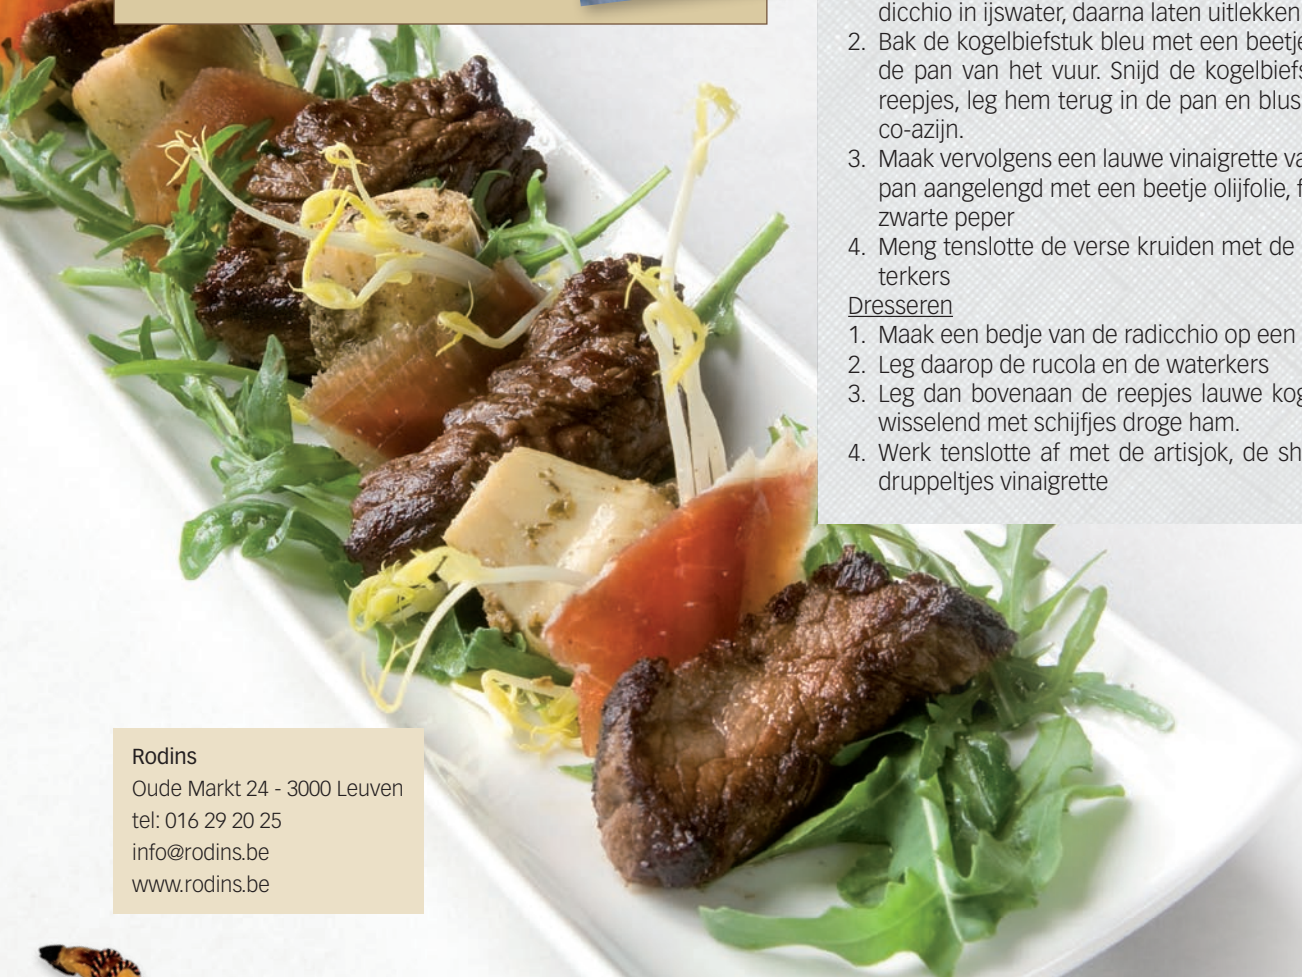 dicchio in ijswater, daarna laten uitlekken
2. Bak de kogelbiefstuk bleu met een beetje
de pan van het vuur. Snijd de
reepjes, leg hem terug in de pan en blus
co-azijn.
3. Maak vervolgens een lauwe vinaigrette
pan aangelengd met een beetje olijfolie,
zwarte peper
4. Meng tenslotte de verse kruiden met de
terkers
Dresseren
1. Maak een bedje van de radicchio op een
2. Leg daarop de rucola en de waterkers
3. Leg dan bovenaan de reepjes lauwe
wisselend met schijfjes droge ham.
4. Werk tenslotte af met de artisjok, de
druppeltjes vinaigrette
Rodins
Oude Markt 24 - 3000 Leuven
tel: 016 29 20 25
info@rodins.be
www.rodins.be